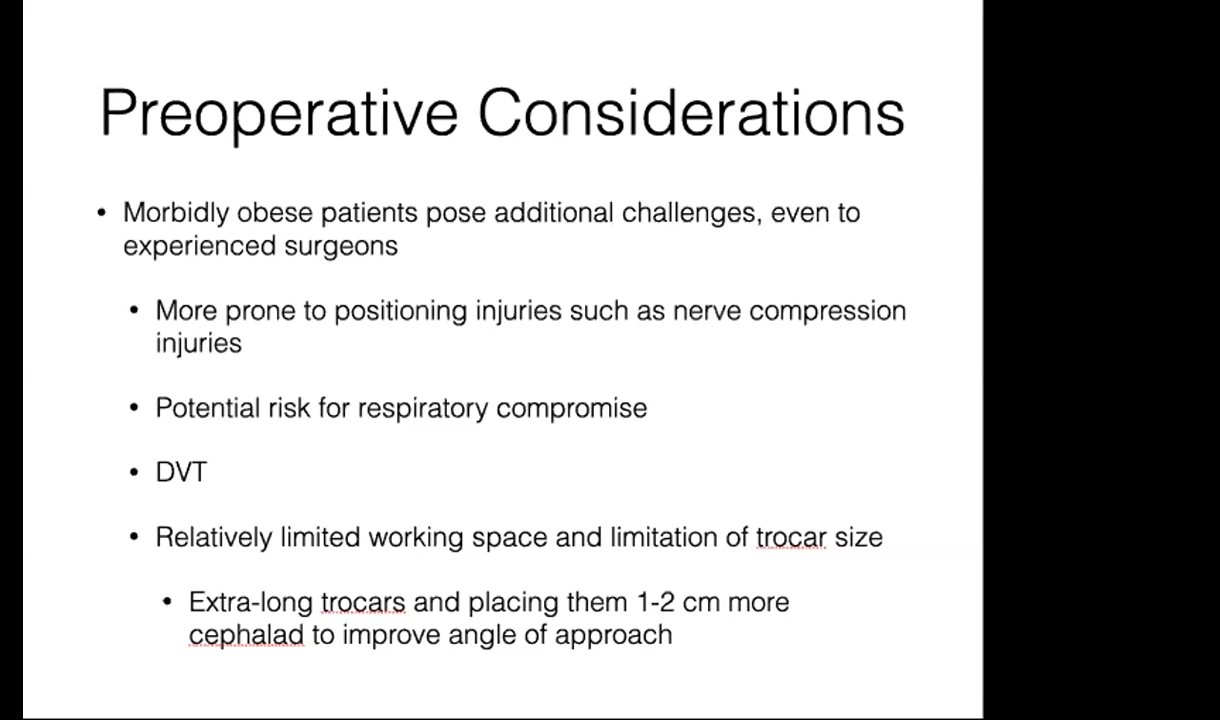 Preoperative Considerations
• Morbidly obese patients pose additional challenges, even to
experienced surgeons
• More prone to positioning injuries such as nerve compression
injuries
• Potential risk for respiratory compromise
• DVT
• Relatively limited working space and limitation of trocar size
• Extra-long trocars and placing them 1-2 cm more
cephalad to improve angle of approach